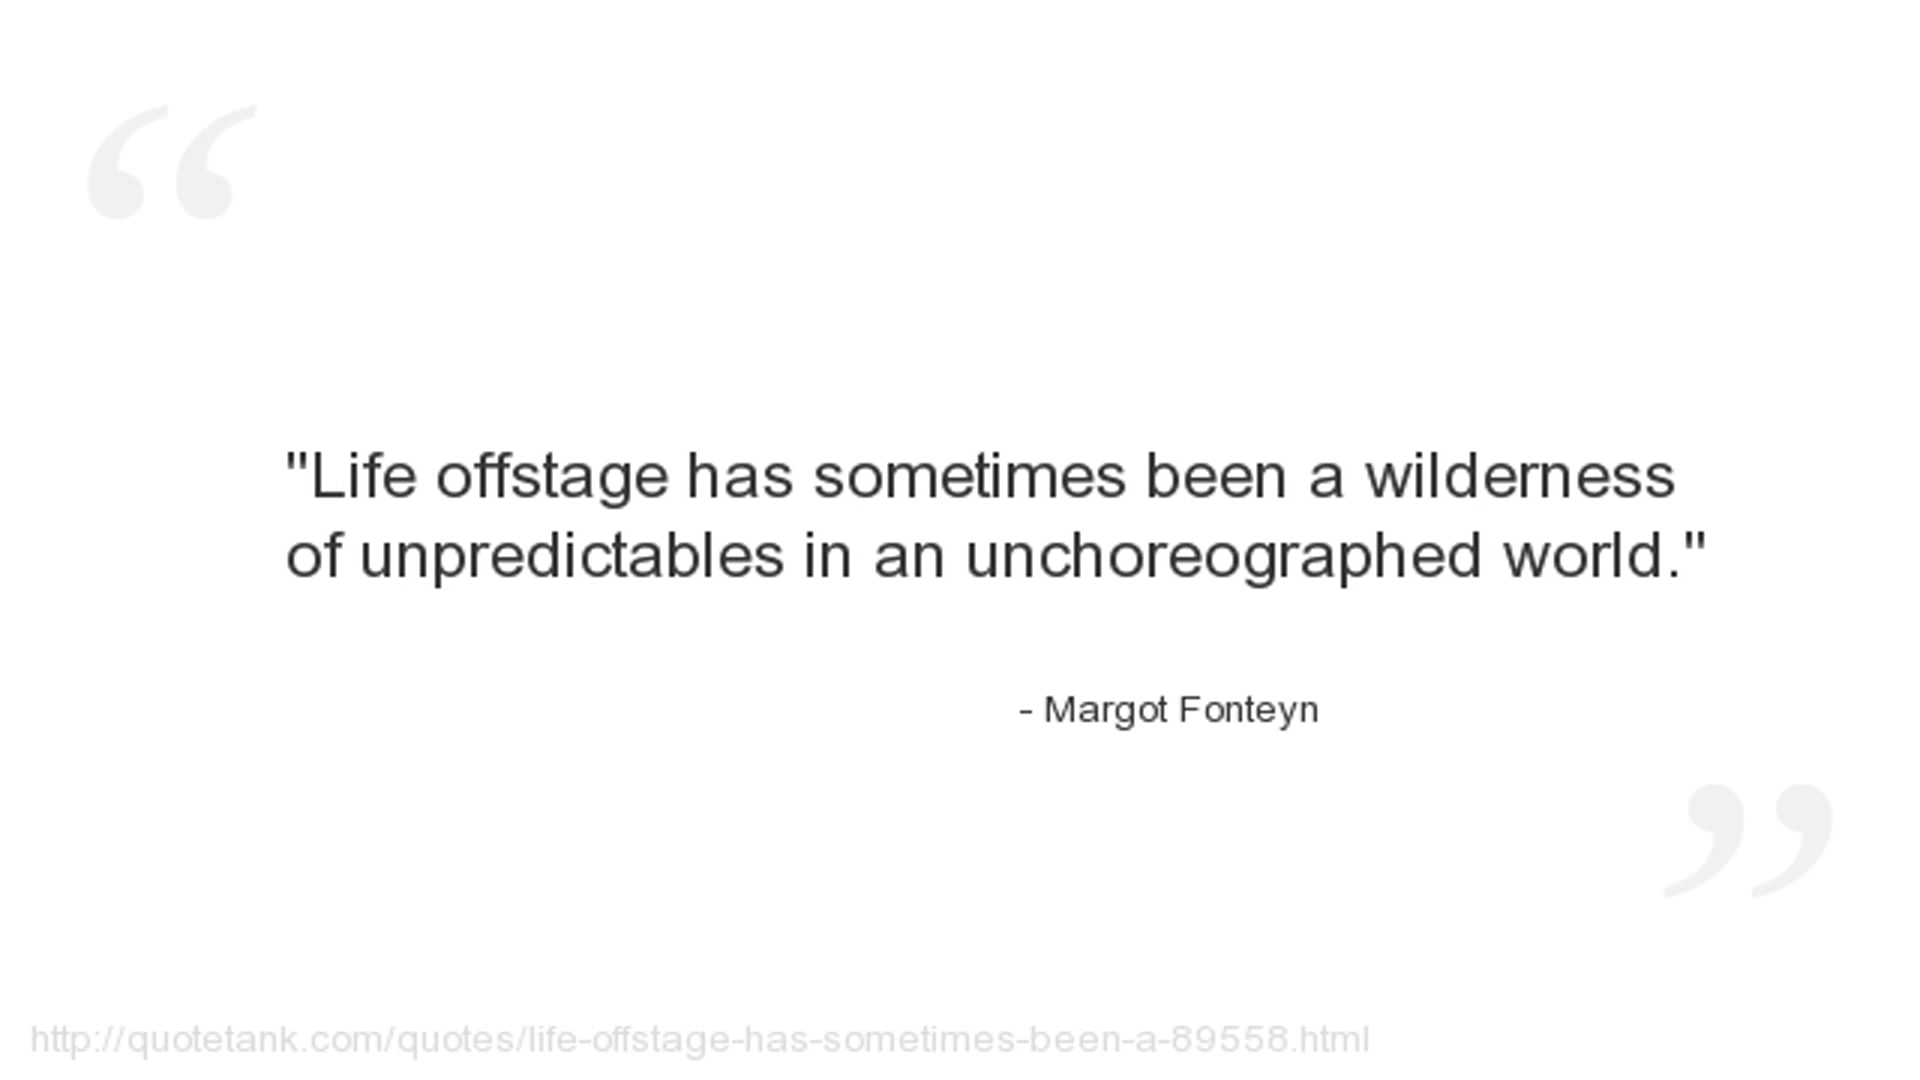 "Life offstage has sometimes been a wilderness
of unpredictables in an unchoreographed world."
- Margot Fonteyn
http://quotetank.com/quotes/life-offstage-has-sometimes-been-a-89558.html